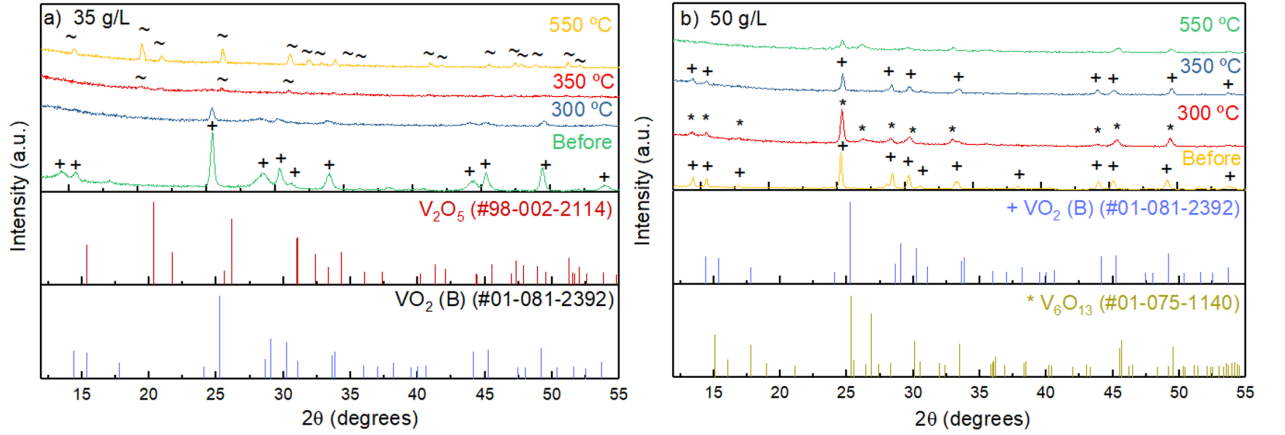 a) 35 g/L
550 ºC
~ ~ ~ ~ ~ ~ ~ ~ ~ ~ ~ ~ ~ ~ ~ ~ ~
350 ºC
~ ~ ~
300 ºC
Before
+ + + + + + + + + + +
V₂O₅ (#98-002-2114)
VO₂ (B) (#01-081-2392)
15 20 25 30 35 40 45 50 55
2θ (degrees)
Intensity (a.u.)
b) 50 g/L
550 ºC
350 ºC
+ + + + + + + + + +
300 ºC
* * * * * * * * * * *
Before
+ + + + + + + + + + + + + +
+ VO₂ (B) (#01-081-2392)
* V₆O₁₃ (#01-075-1140)
15 20 25 30 35 40 45 50 55
2θ (degrees)
Intensity (a.u.)